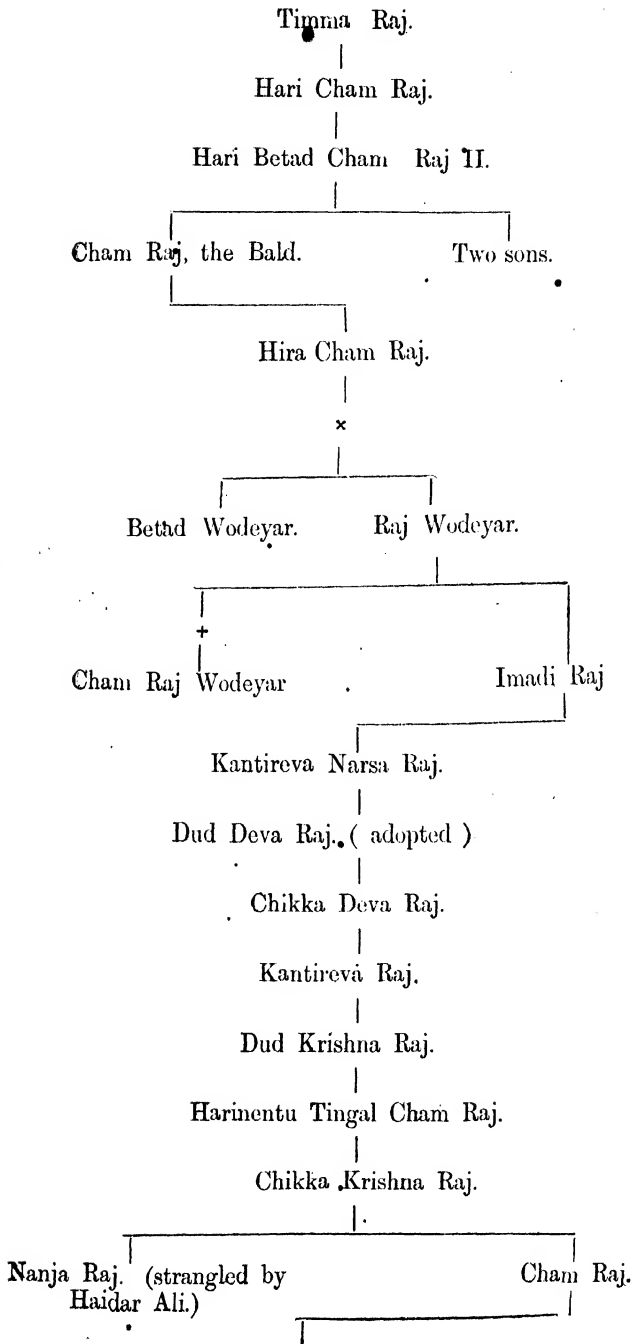 Timma Raj.
Hari Cham Raj.
Hari Betad Cham Raj II.
Cham Raj, the Bald. Two sons.
Hira Cham Raj.
×
Betad Wodeyar. Raj Wodeyar.
+
Cham Raj Wodeyar Imadi Raj
Kantireva Narsa Raj.
Dud Deva Raj. ( adopted )
Chikka Deva Raj.
Kantireva Raj.
Dud Krishna Raj.
Harinentu Tingal Cham Raj.
Chikka Krishna Raj.
Nanja Raj. (strangled by Cham Raj.
Haidar Ali.)